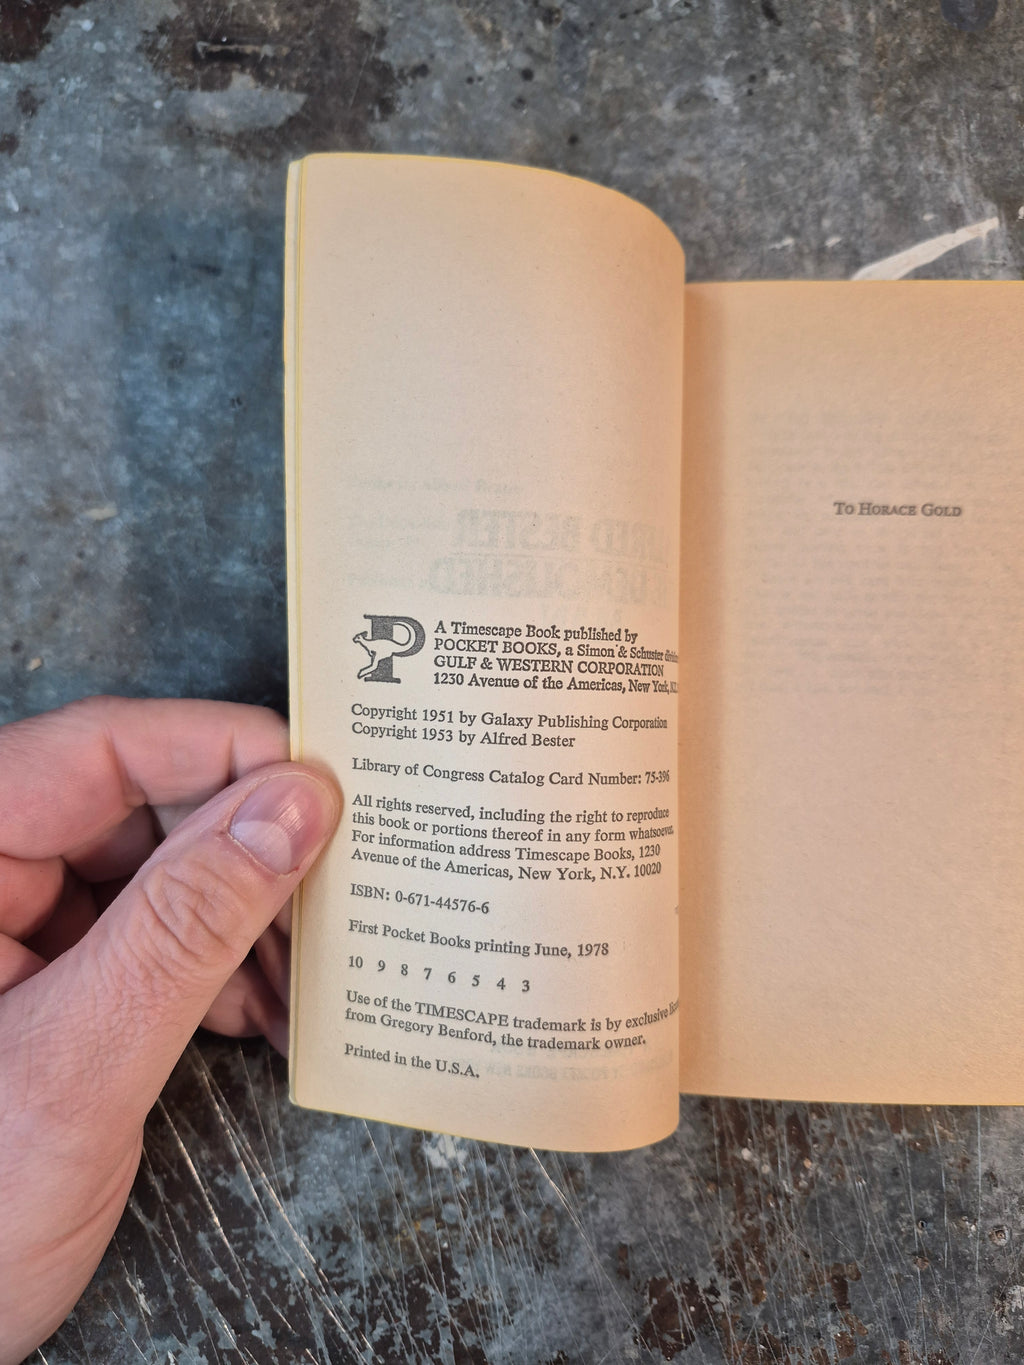 P
A Timescape Book published by
POCKET BOOKS, a Simon & Schuster
GULF & WESTERN CORPORATION
1230 Avenue of the Americas, New York,
Copyright 1951 by Galaxy Publishing Corporation
Copyright 1953 by Alfred Bester
Library of Congress Catalog Card Number: 75-396
All rights reserved, including the right to reproduce
this book or portions thereof in any form whatsoever.
For information address Timescape Books, 1230
Avenue of the Americas, New York, N.Y. 10020
ISBN: 0-671-44576-6
First Pocket Books printing June, 1978
10 9 8 7 6 5 4 3
Use of the TIMESCAPE trademark is by exclusive
from Gregory Benford, the trademark owner.
Printed in the U.S.A.
To Horace Gold